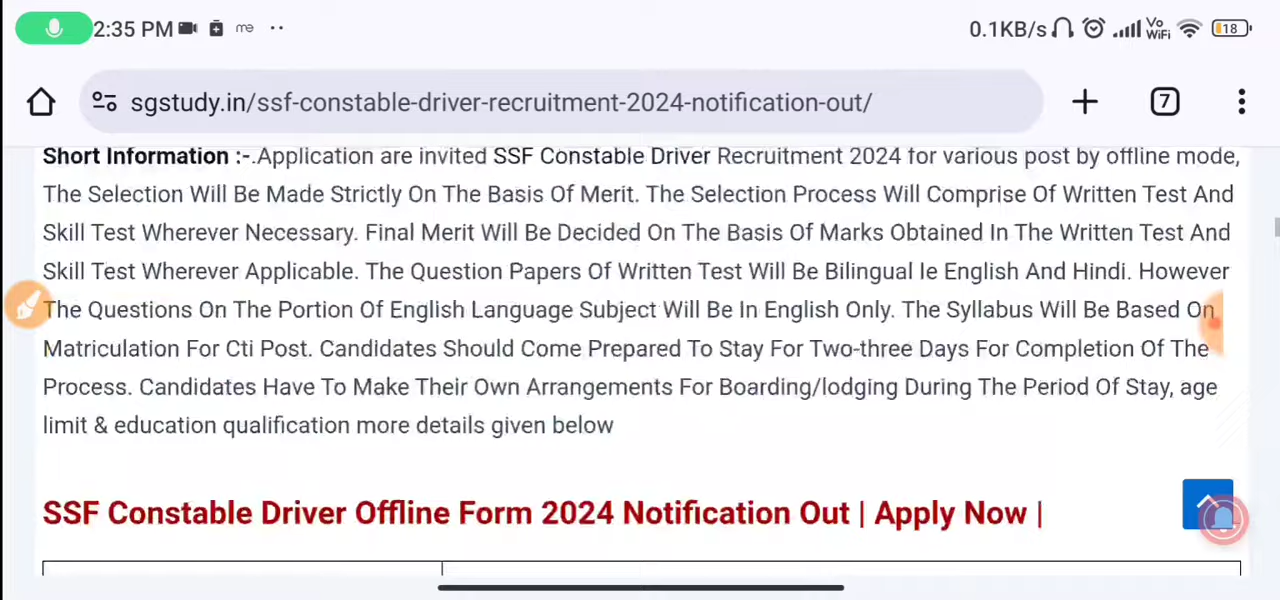 2:35 PM me 0.1KB/s Vo WiFi 18
sgstudy.in/ssf-constable-driver-recruitment-2024-notification-out/ 7
Short Information :-.Application are invited SSF Constable Driver Recruitment 2024 for various post by offline mode,
The Selection Will Be Made Strictly On The Basis Of Merit. The Selection Process Will Comprise Of Written Test And
Skill Test Wherever Necessary. Final Merit Will Be Decided On The Basis Of Marks Obtained In The Written Test And
Skill Test Wherever Applicable. The Question Papers Of Written Test Will Be Bilingual Ie English And Hindi. However
The Questions On The Portion Of English Language Subject Will Be In English Only. The Syllabus Will Be Based On
Matriculation For Cti Post. Candidates Should Come Prepared To Stay For Two-three Days For Completion Of The
Process. Candidates Have To Make Their Own Arrangements For Boarding/lodging During The Period Of Stay, age
limit & education qualification more details given below
SSF Constable Driver Offline Form 2024 Notification Out | Apply Now |